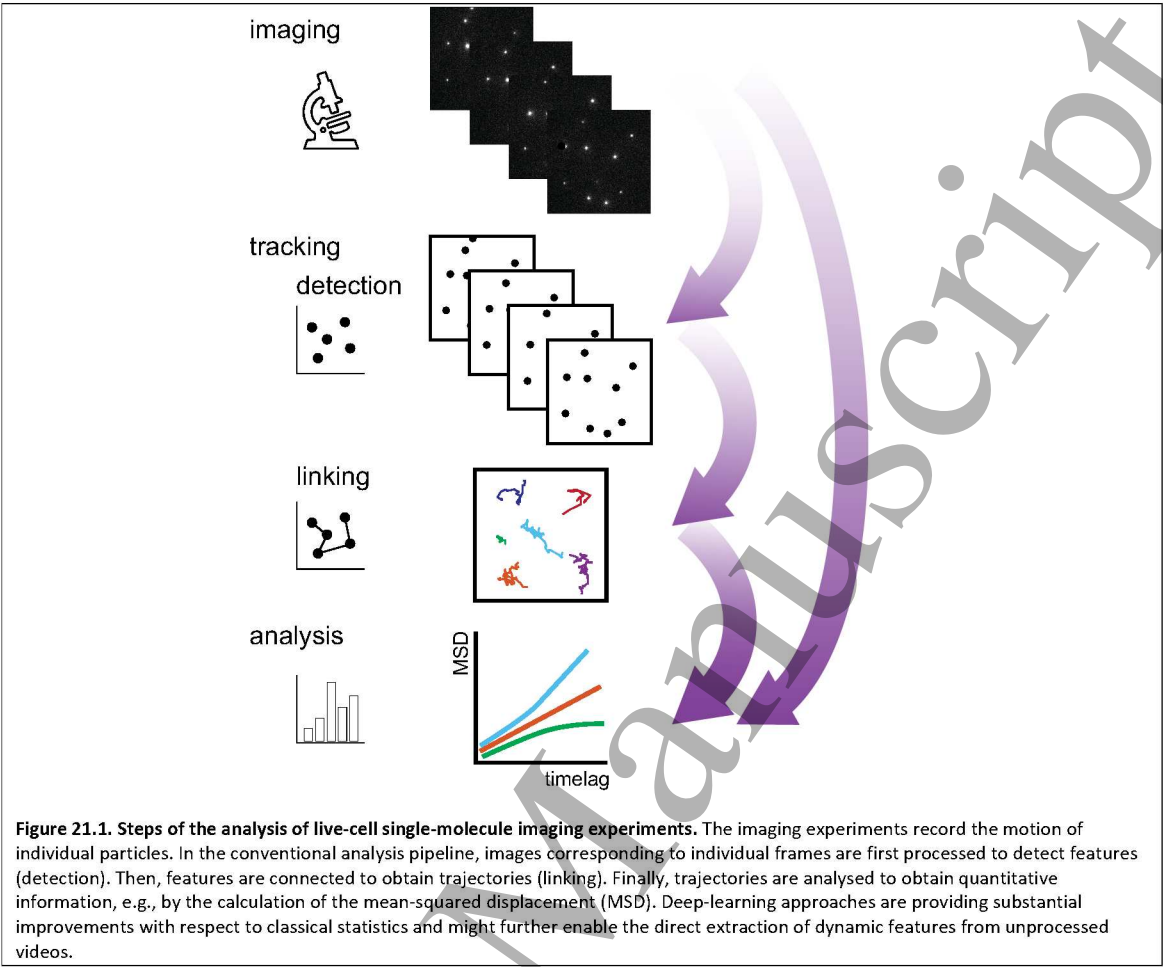 imaging
tracking
detection
linking
analysis
MSD
timelag
Manuscript
Figure 21.1. Steps of the analysis of live-cell single-molecule imaging experiments. The imaging experiments record the motion of
individual particles. In the conventional analysis pipeline, images corresponding to individual frames are first processed to detect features
(detection). Then, features are connected to obtain trajectories (linking). Finally, trajectories are analysed to obtain quantitative
information, e.g., by the calculation of the mean-squared displacement (MSD). Deep-learning approaches are providing substantial
improvements with respect to classical statistics and might further enable the direct extraction of dynamic features from unprocessed
videos.